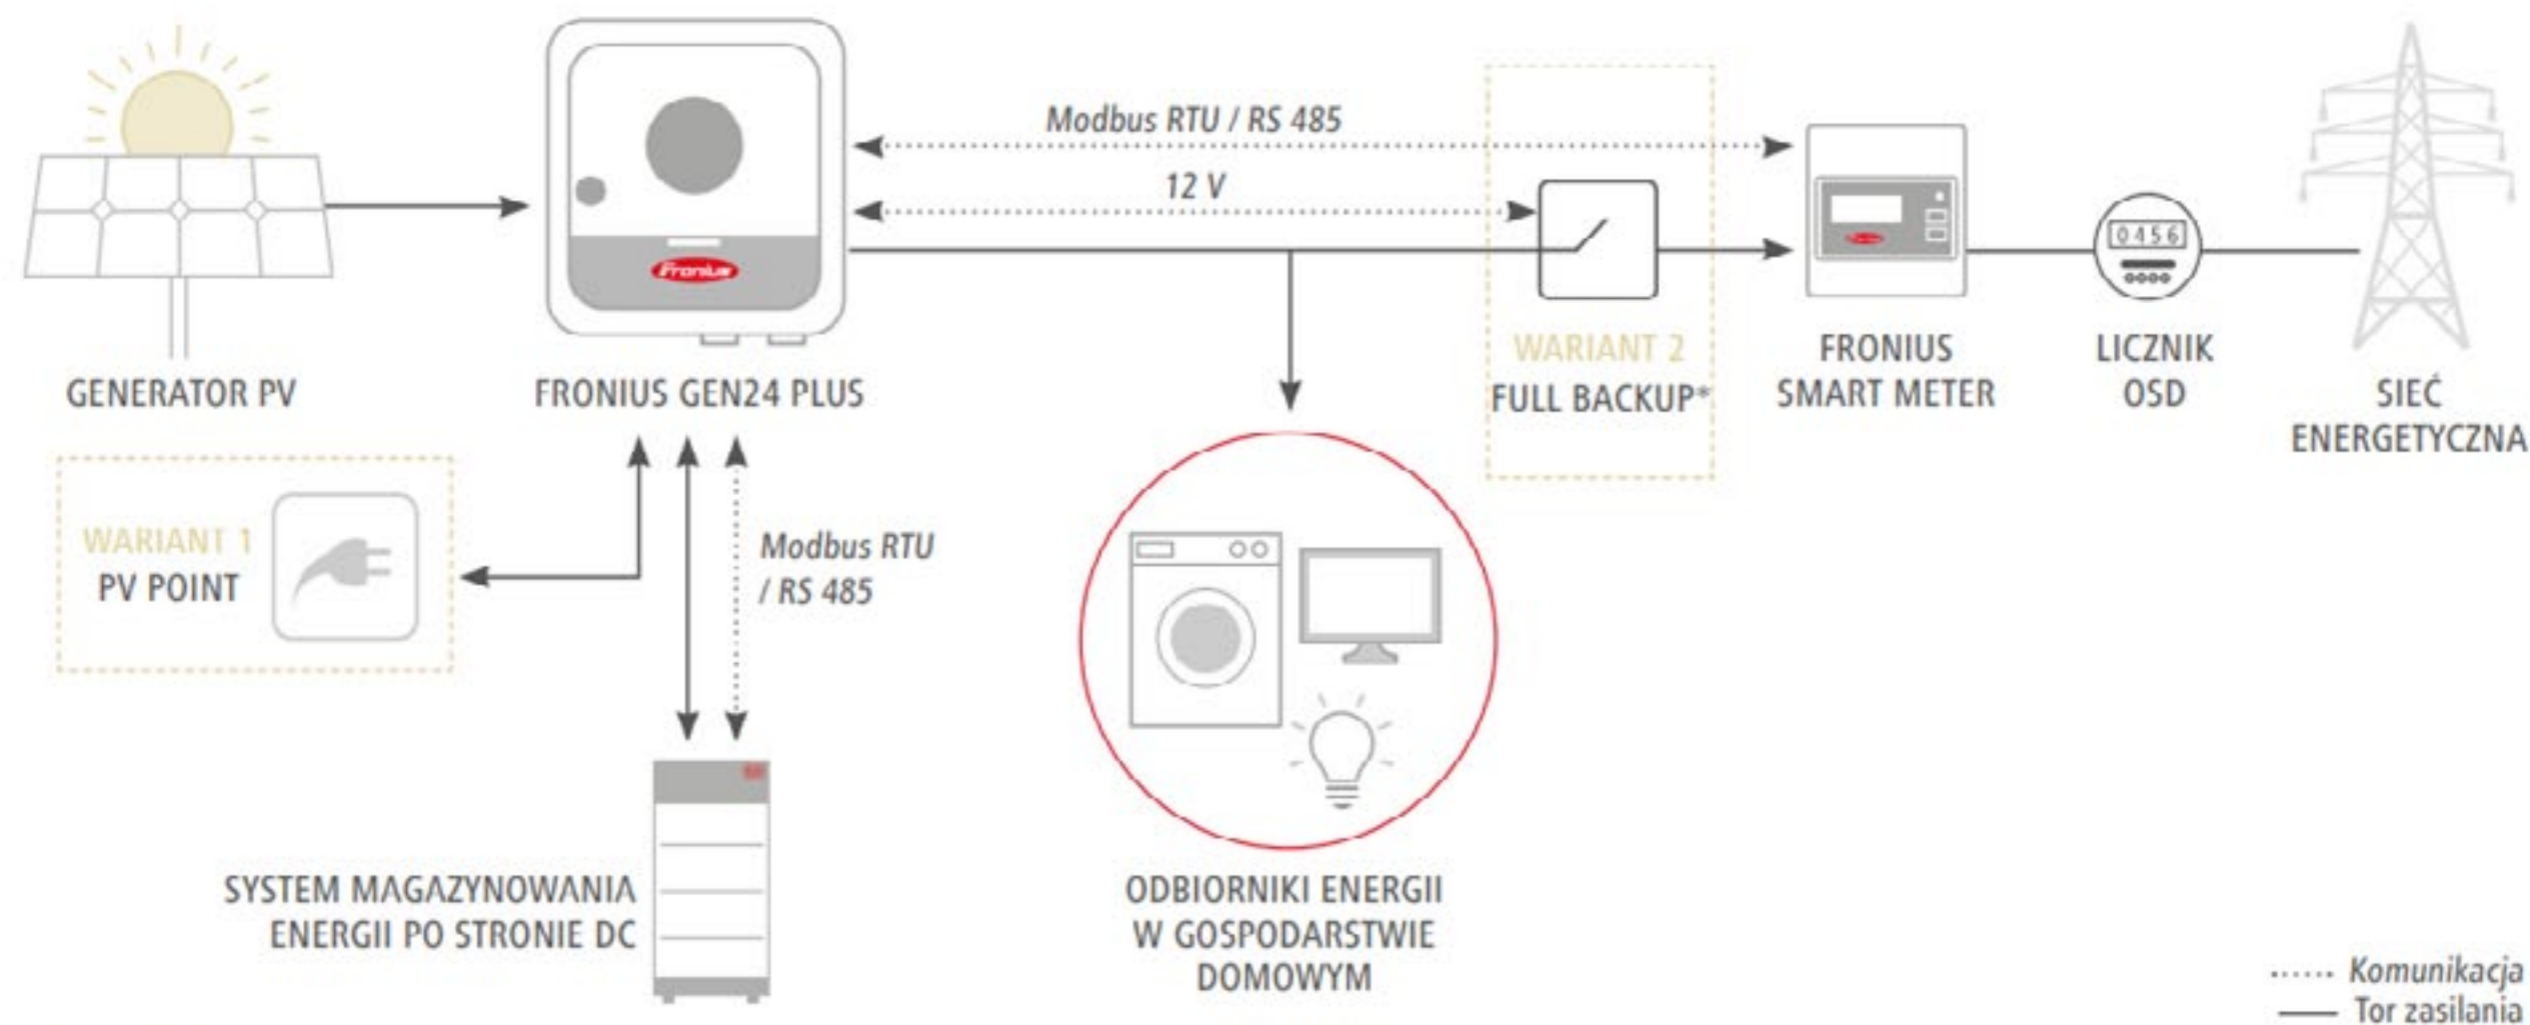 Modbus RTU / RS 485
12 V
Fronius
0456
GENERATOR PV
FRONIUS GEN24 PLUS
WARIANT 2
FULL BACKUP*
FRONIUS
SMART METER
LICZNIK
OSD
SIEĆ
ENERGETYCZNA
WARIANT 1
PV POINT
Modbus RTU
/ RS 485
SYSTEM MAGAZYNOWANIA
ENERGII PO STRONIE DC
ODBIORNIKI ENERGII
W GOSPODARSTWIE
DOMOWYM
Komunikacja
Tor zasilania